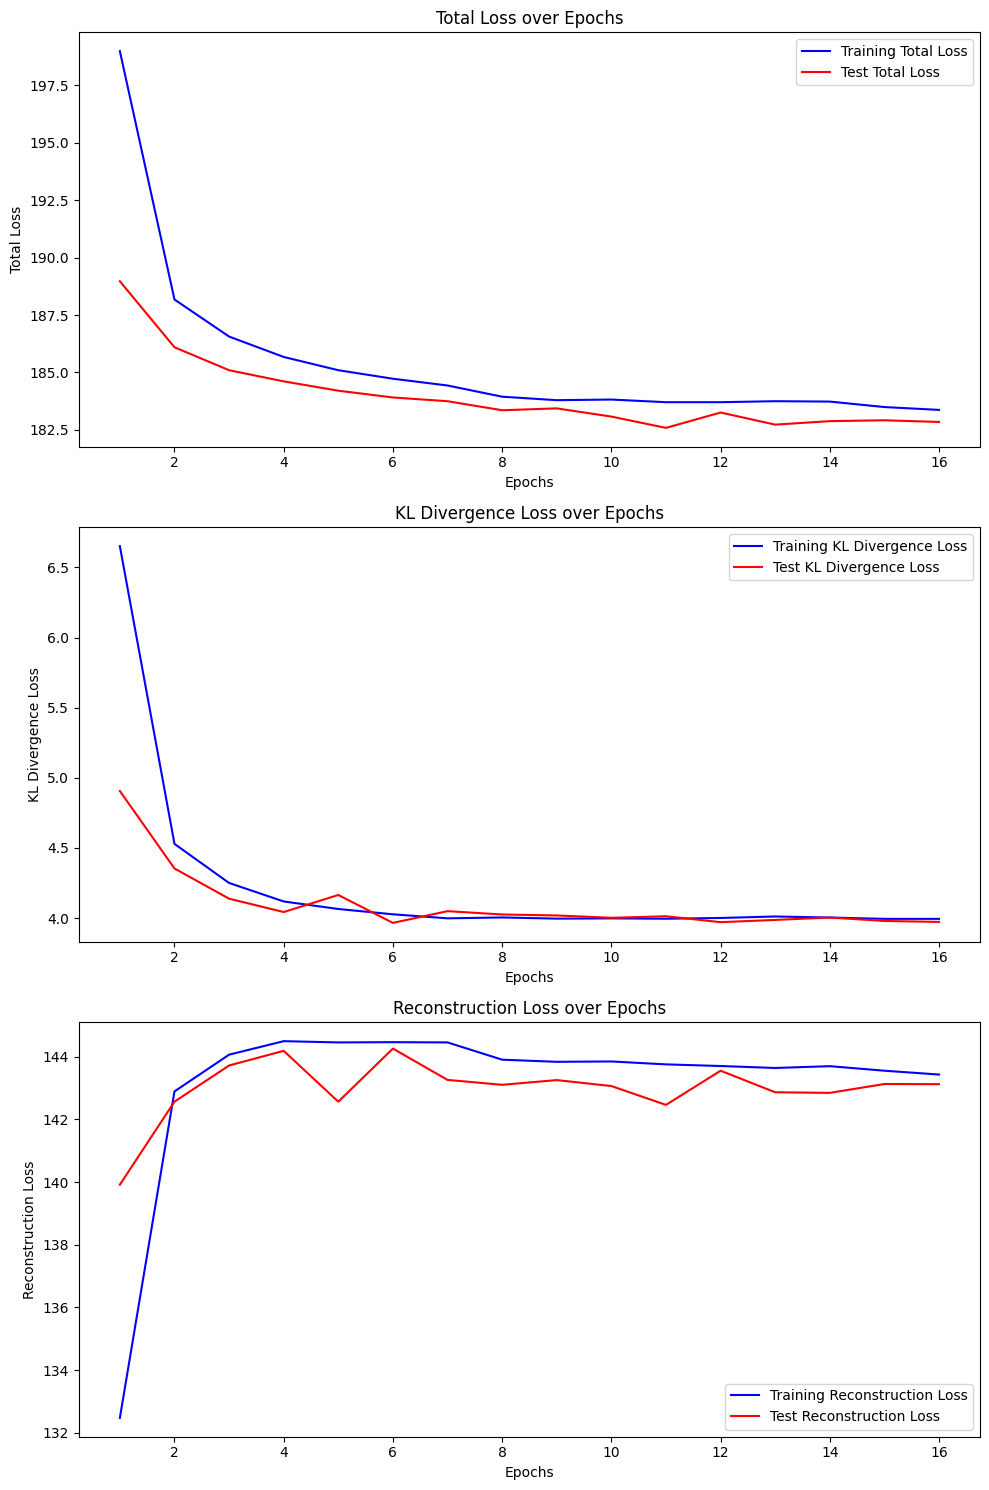 Total Loss over Epochs
Training Total Loss
Test Total Loss
197.5
195.0
192.5
190.0
187.5
185.0
182.5
Total Loss
2 4 6 8 10 12 14 16
Epochs
KL Divergence Loss over Epochs
Training KL Divergence Loss
Test KL Divergence Loss
6.5
6.0
5.5
5.0
4.5
4.0
KL Divergence Loss
2 4 6 8 10 12 14 16
Epochs
Reconstruction Loss over Epochs
144
142
140
138
136
134
132
Reconstruction Loss
Training Reconstruction Loss
Test Reconstruction Loss
2 4 6 8 10 12 14 16
Epochs